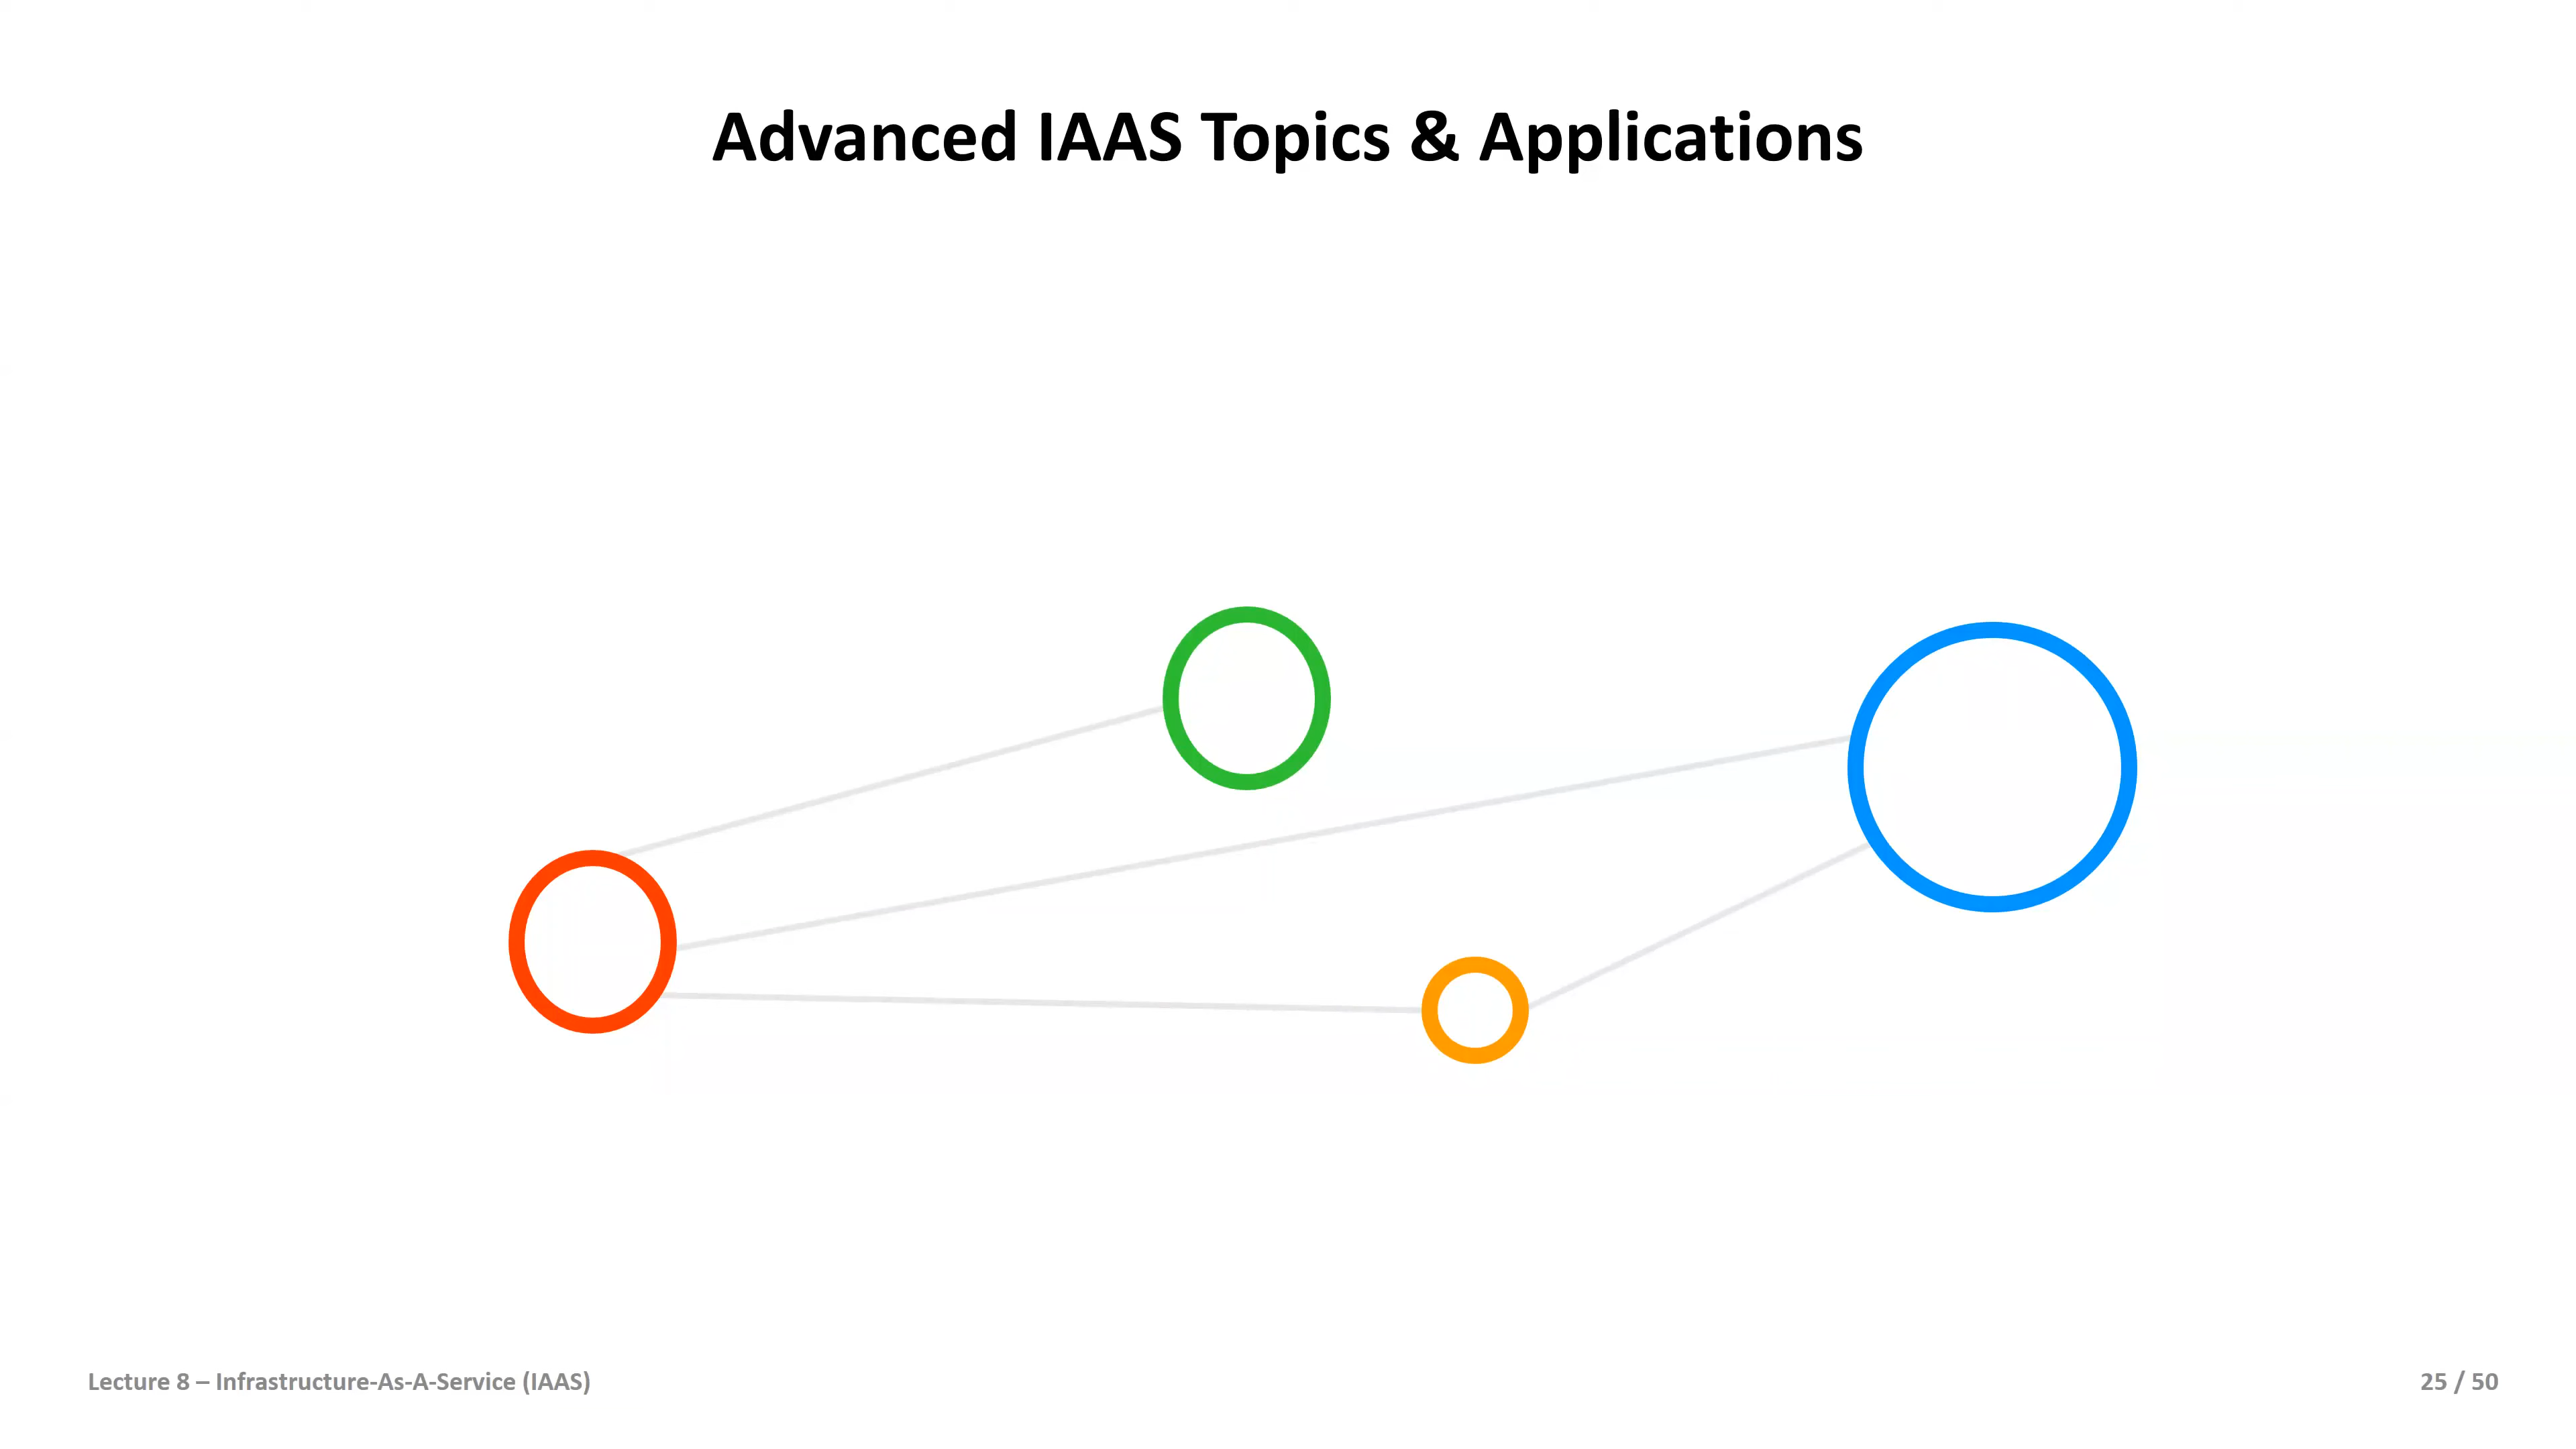 Advanced IAAS Topics & Applications
Lecture 8 – Infrastructure-As-A-Service (IAAS)
25 / 50